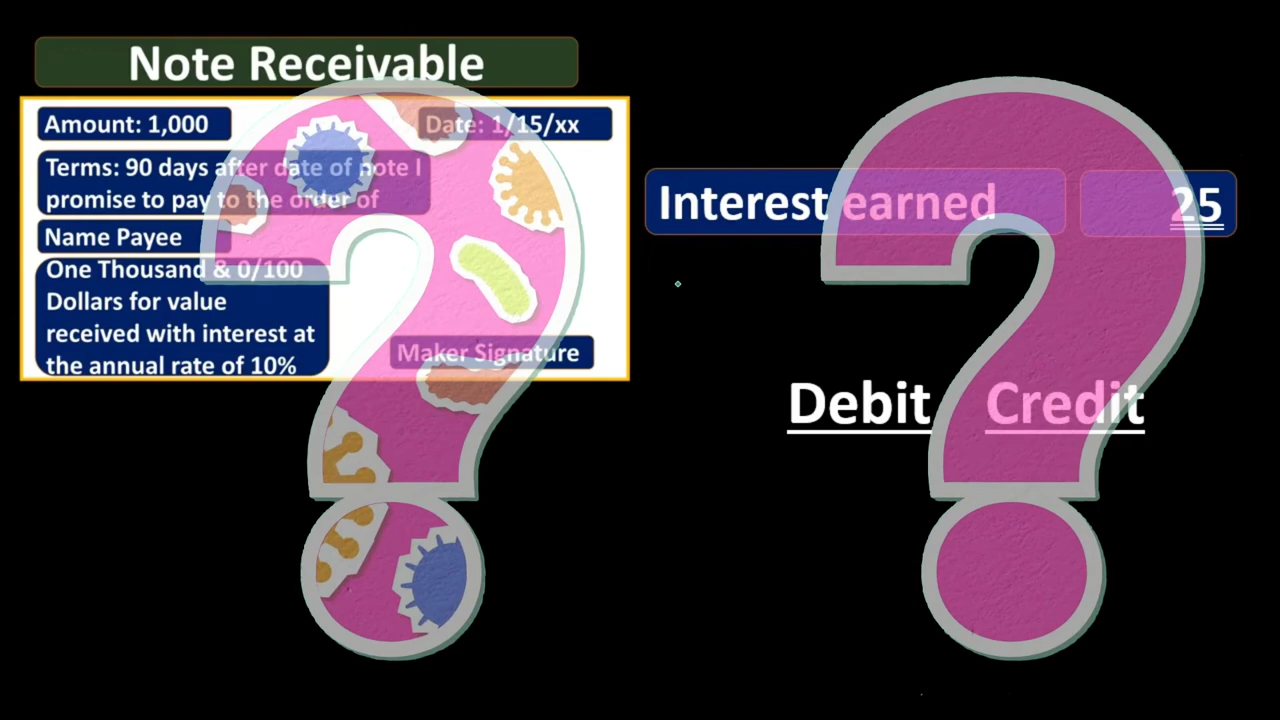 Note Receivable
Amount: 1,000
Date: 1/15/xx
Terms: 90 days after date of note I
promise to pay to the order of
Name Payee
One Thousand & 0/100
Dollars for value
received with interest at
the annual rate of 10%
Maker Signature
Interest earned 25
Debit Credit